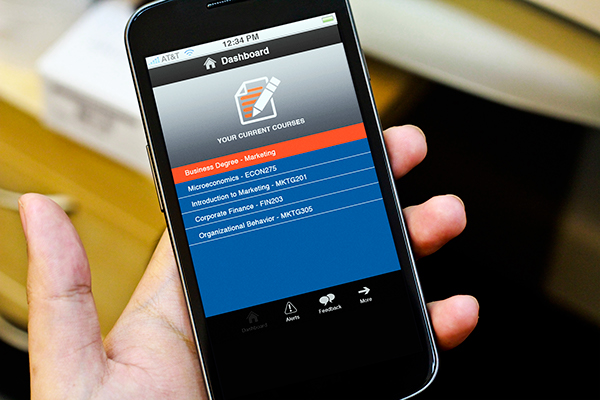 AT&T 12:34 PM
Dashboard
YOUR CURRENT COURSES
Business Degree - Marketing
Microeconomics - ECON275
Introduction to Marketing - MKTG201
Corporate Finance - FIN203
Organizational Behavior - MKTG305
Dashboard Alerts Feedback More